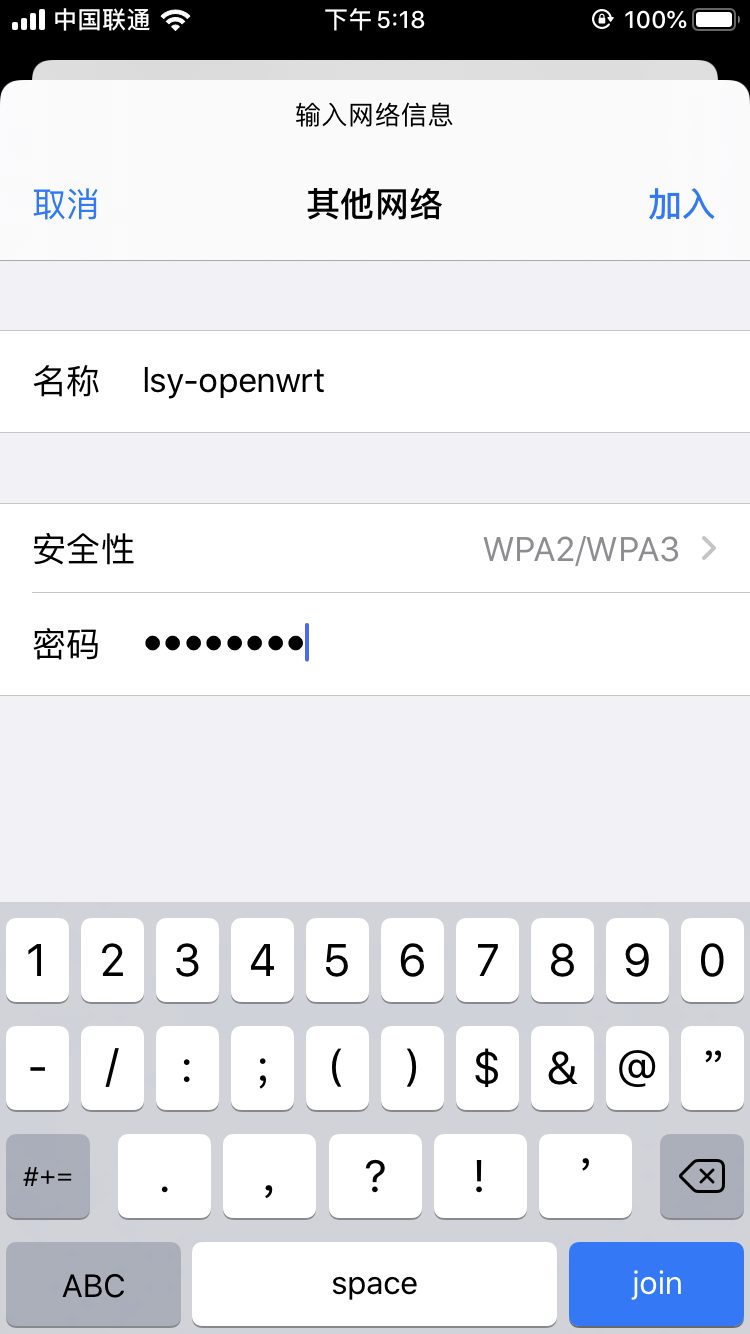 中国联通 下午5:18 100%
输入网络信息
取消 其他网络 加入
名称 lsy-openwrt
安全性 WPA2/WPA3
密码 ••••••••
1 2 3 4 5 6 7 8 9 0
- / : ; ( ) $ & @ ”
#+= . , ? ! ’
ABC space join